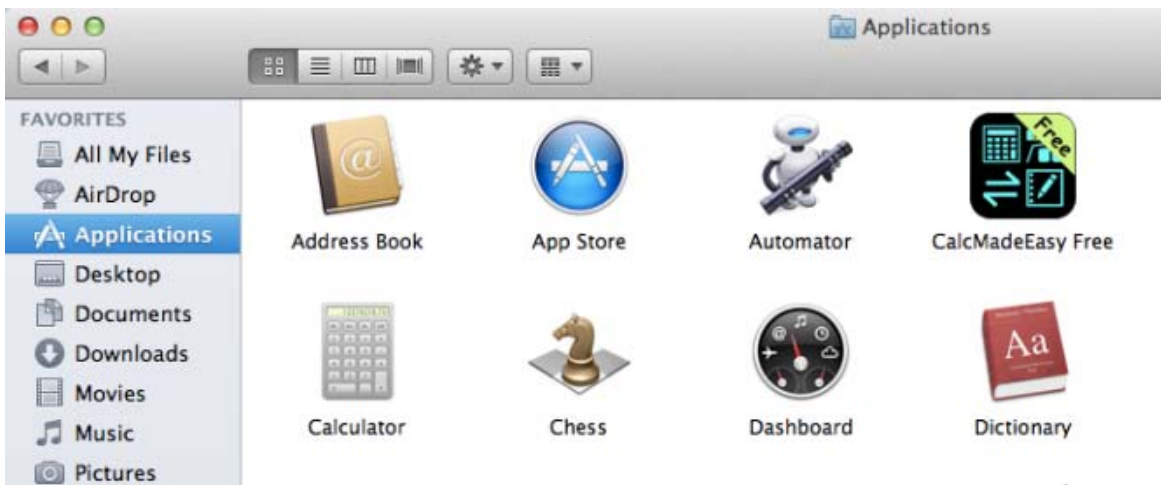 Applications
FAVORITES
All My Files
AirDrop
Applications
Desktop
Documents
Downloads
Movies
Music
Pictures
Free
Address Book
App Store
Automator
CalcMadeEasy Free
Aa
Calculator
Chess
Dashboard
Dictionary